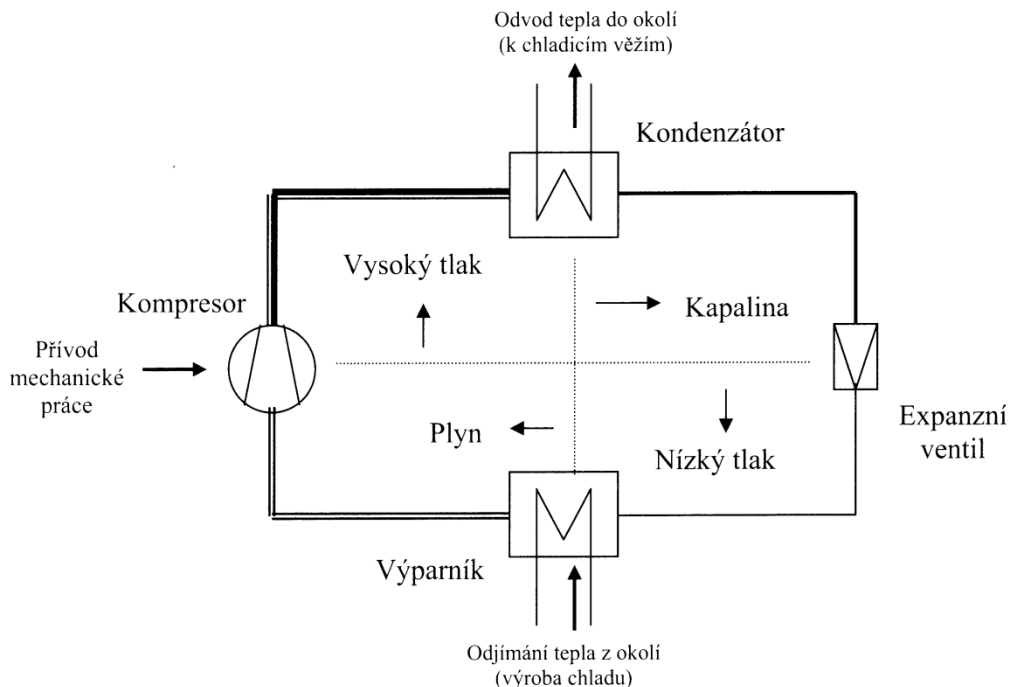 Odvod tepla do okolí
(k chladicím věžím)
Kondenzátor
Vysoký tlak
Kompresor
Kapalina
Přívod
mechanické
práce
Plyn
Nízký tlak
Expanzní
ventil
Výparník
Odjímání tepla z okolí
(výroba chladu)